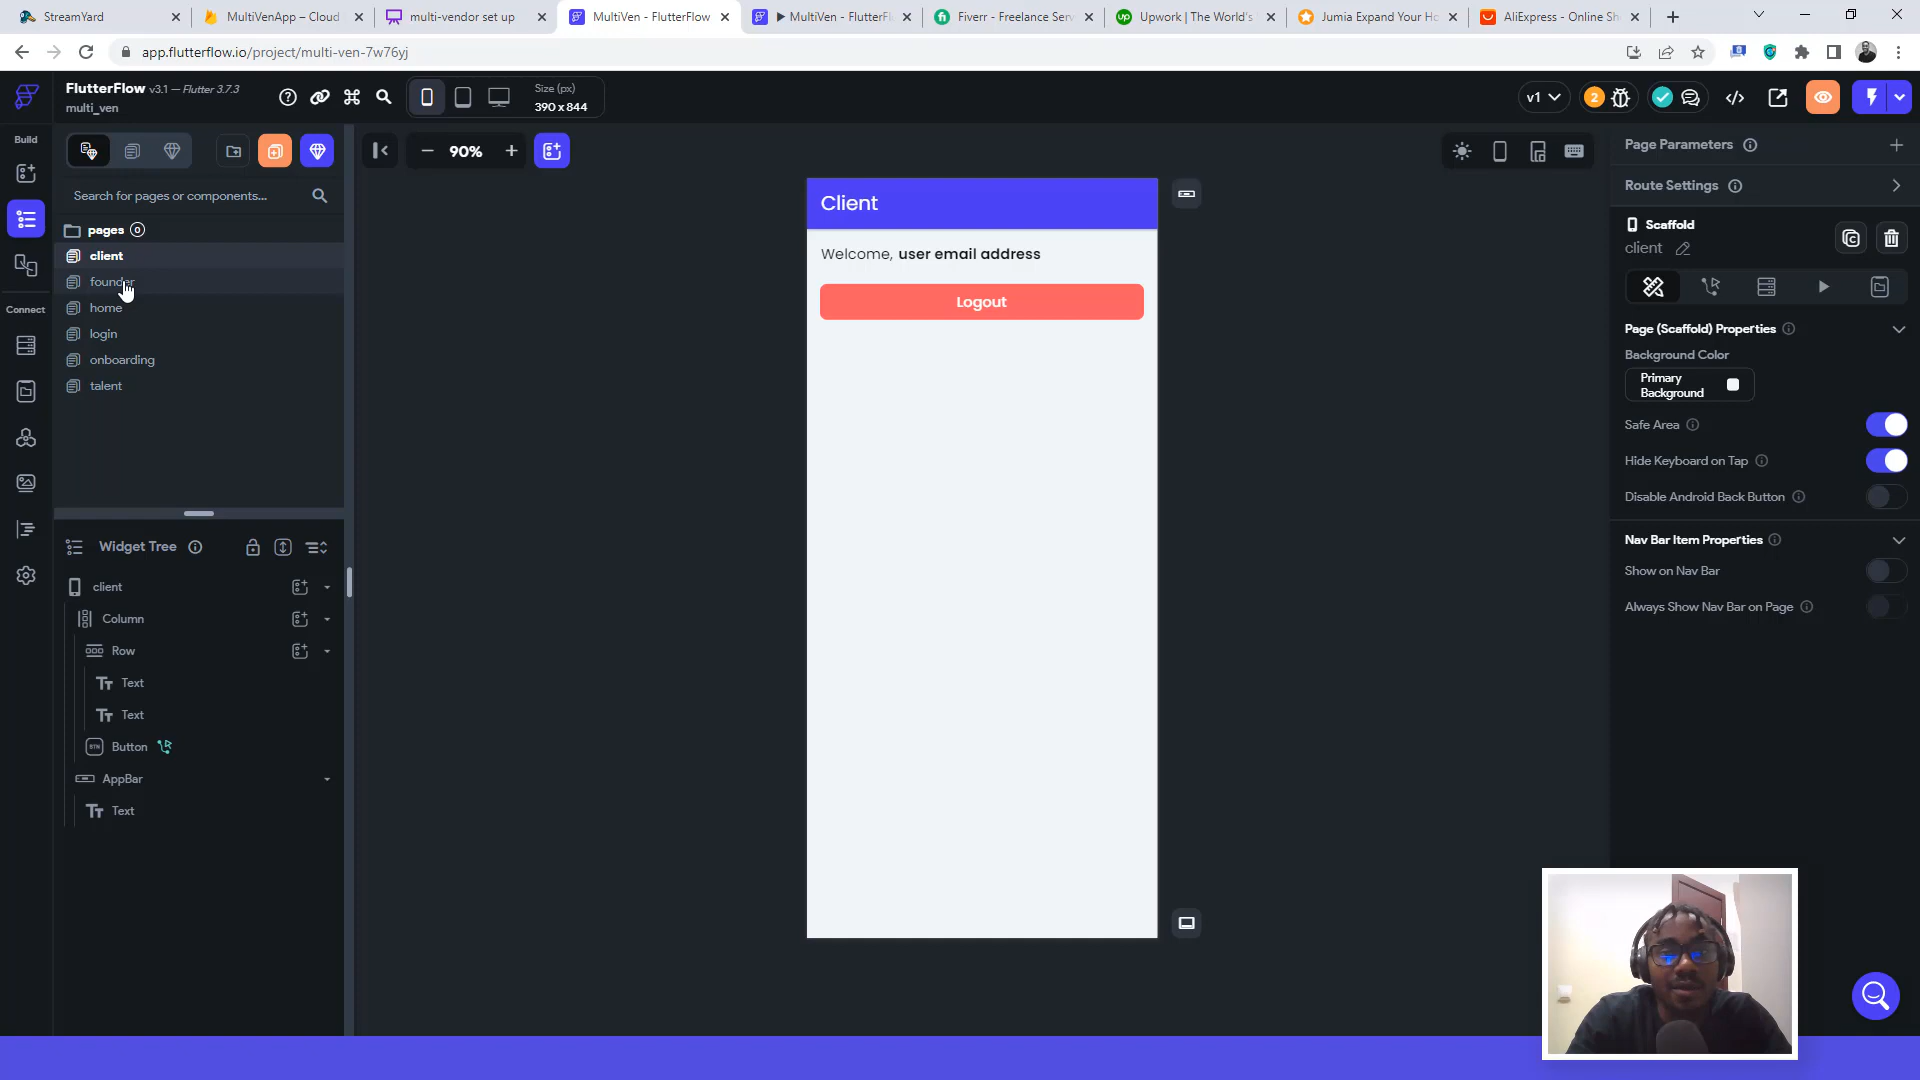 StreamYard
MultiVenApp – Cloud
multi-vendor set up
MultiVen - FlutterFlow
MultiVen - FlutterFl
Fiverr - Freelance Serv
Upwork | The World's
Jumia Expand Your Ho
AliExpress - Online Sh
app.flutterflow.io/project/multi-ven-7w76yj
FlutterFlow v3.1 — Flutter 3.7.3
multi_ven
Size (px)
390 x 844
v1
2
Build
90%
Search for pages or components...
pages 0
client
founder
home
login
onboarding
talent
Connect
Widget Tree
client
Column
Row
Text
Text
BTN Button
AppBar
Text
Client
Welcome, user email address
Logout
Page Parameters
Route Settings
Scaffold
client
Page (Scaffold) Properties
Background Color
Primary
Background
Safe Area
Hide Keyboard on Tap
Disable Android Back Button
Nav Bar Item Properties
Show on Nav Bar
Always Show Nav Bar on Page